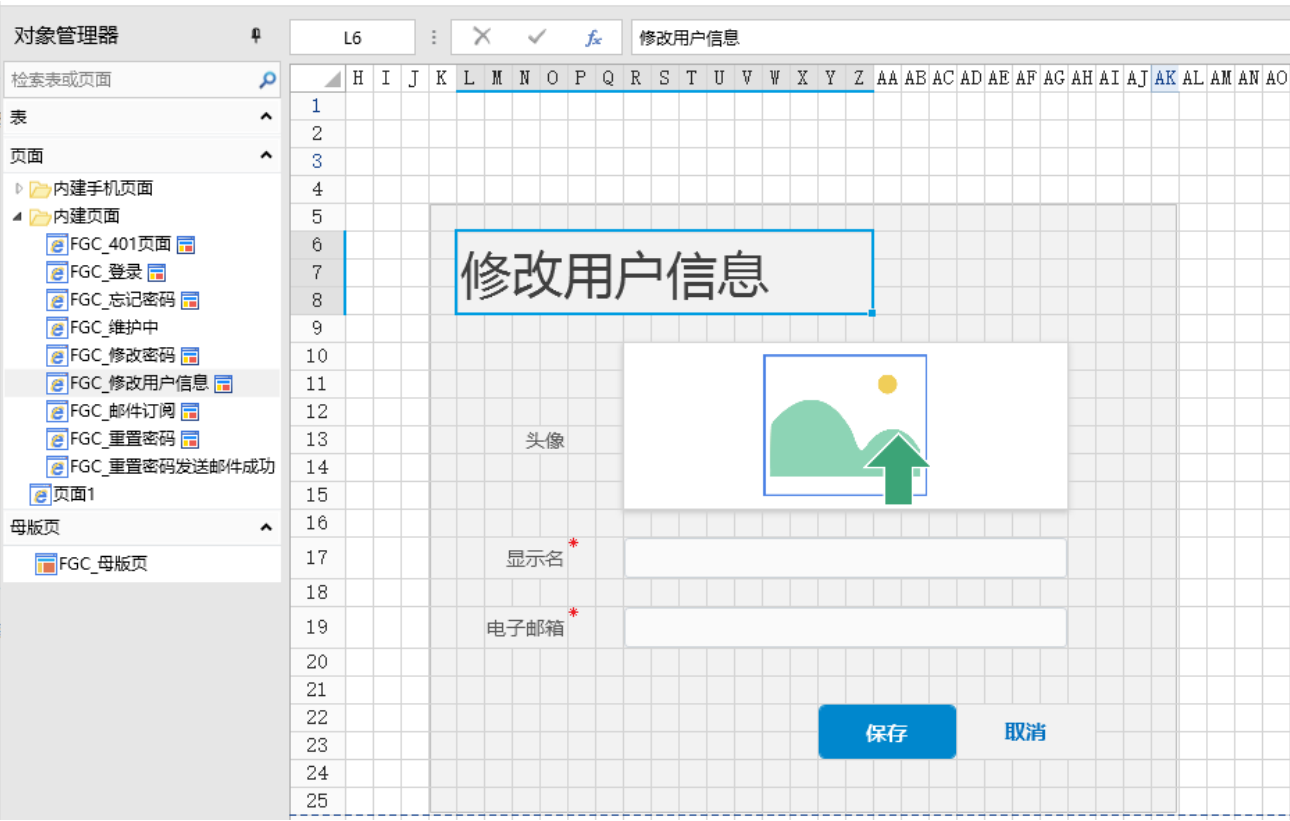 对象管理器
L6
fx
修改用户信息
检索表或页面
H I J K L M N O P Q R S T U V W X Y Z AA AB AC AD AE AF AG AH AI AJ AK AL AM AN AO
表
页面
内建手机页面
内建页面
FGC_401页面
FGC_登录
FGC_忘记密码
FGC_维护中
FGC_修改密码
FGC_修改用户信息
FGC_邮件订阅
FGC_重置密码
FGC_重置密码发送邮件成功
页面1
母版页
FGC_母版页
1
2
3
4
5
6
7
8
9
10
11
12
13
14
15
16
17
18
19
20
21
22
23
24
25
修改用户信息
头像
显示名 *
电子邮箱 *
保存 取消